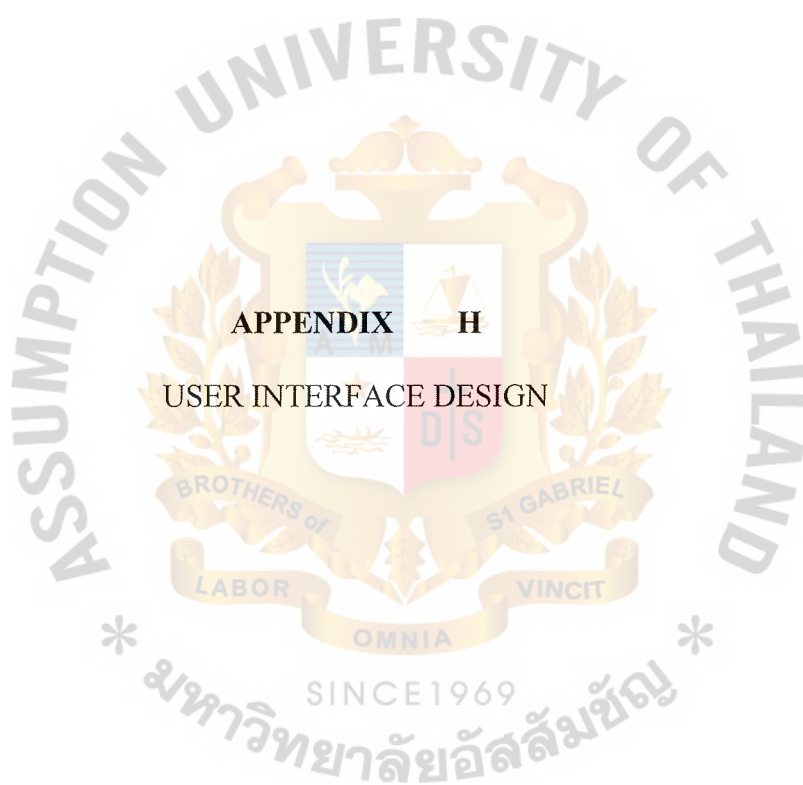 ASSUMPTION UNIVERSITY OF THAILAND
APPENDIX H
A M
USER INTERFACE DESIGN
D S
BROTHERS of
S1 GABRIEL
LABOR
VINCIT
OMNIA
SINCE1969
* มหาวิทยาลัยอัสสัมชัญ *